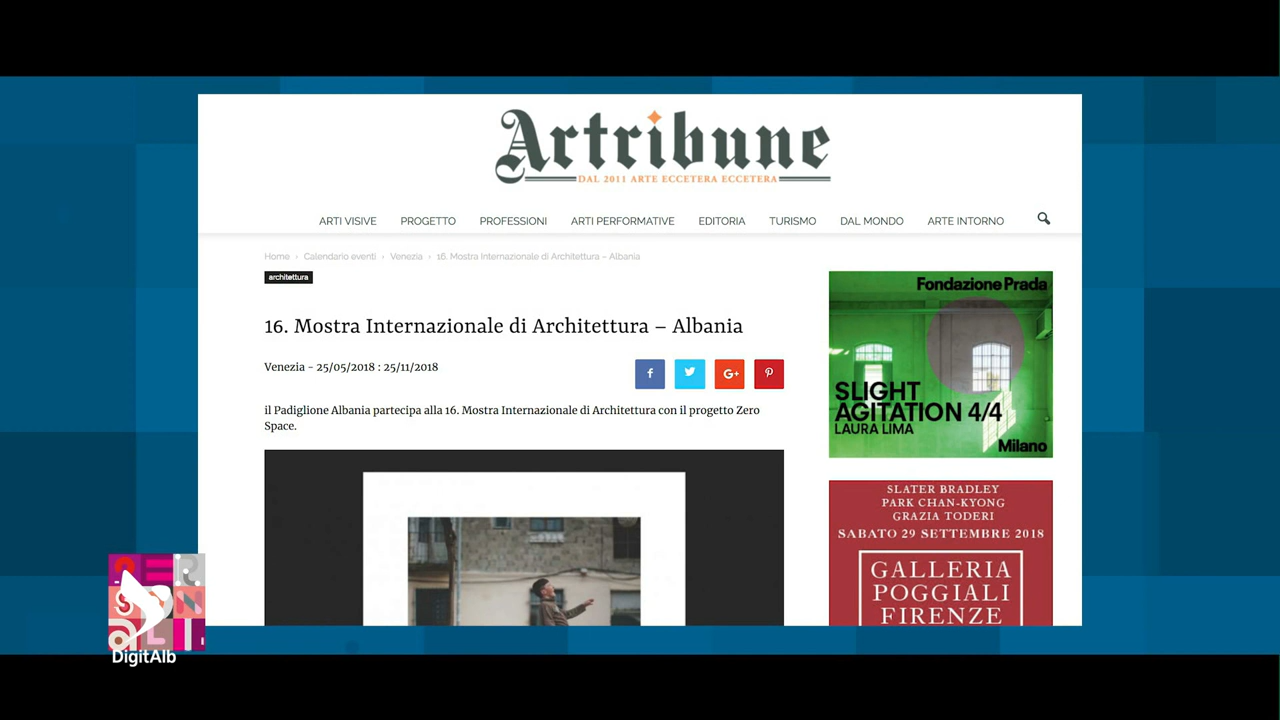 Artribune
DAL 2011 ARTE ECCETERA ECCETERA
ARTI VISIVE PROGETTO PROFESSIONI ARTI PERFORMATIVE EDITORIA TURISMO DAL MONDO ARTE INTORNO
Home › Calendario eventi › Venezia › 16. Mostra Internazionale di Architettura – Albania
architettura
16. Mostra Internazionale di Architettura – Albania
Venezia - 25/05/2018 : 25/11/2018
f G+
il Padiglione Albania partecipa alla 16. Mostra Internazionale di Architettura con il progetto Zero
Space.
Fondazione Prada
SLIGHT
AGITATION 4/4
LAURA LIMA
Milano
SLATER BRADLEY
PARK CHAN-KYONG
GRAZIA TODERI
SABATO 29 SETTEMBRE 2018
GALLERIA
POGGIALI
FIRENZE
DigitAlb